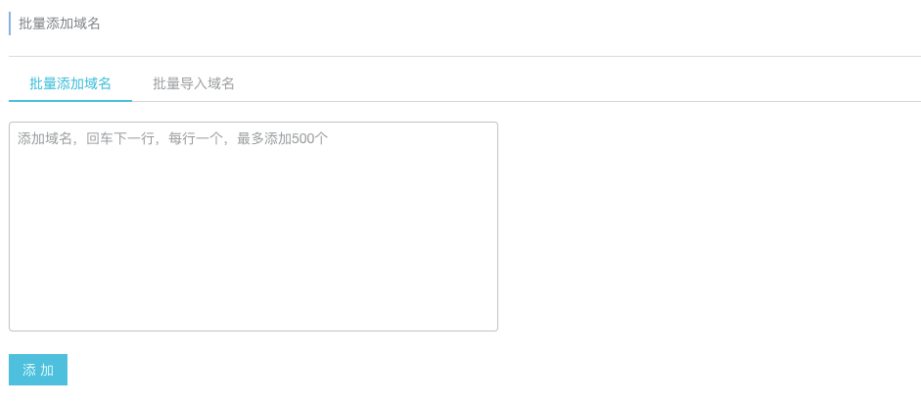 批量添加域名
批量添加域名 批量导入域名
添加域名，回车下一行，每行一个，最多添加500个
添 加